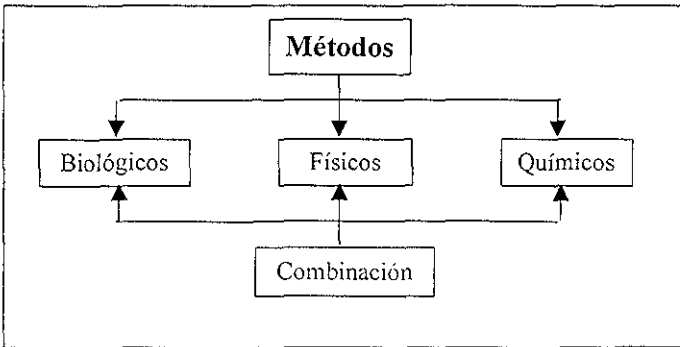 Métodos
Biológicos
Físicos
Químicos
Combinación